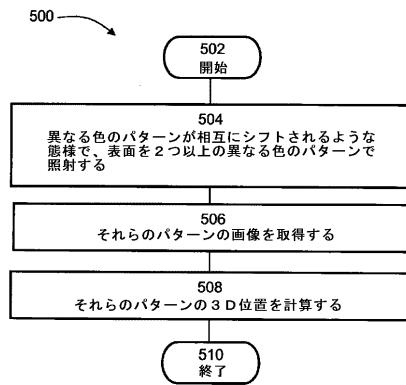 500
502
開始
504
異なる色のパターンが相互にシフトされるような
態様で、表面を2つ以上の異なる色のパターンで
照射する
506
それらのパターンの画像を取得する
508
それらのパターンの3D位置を計算する
510
終了